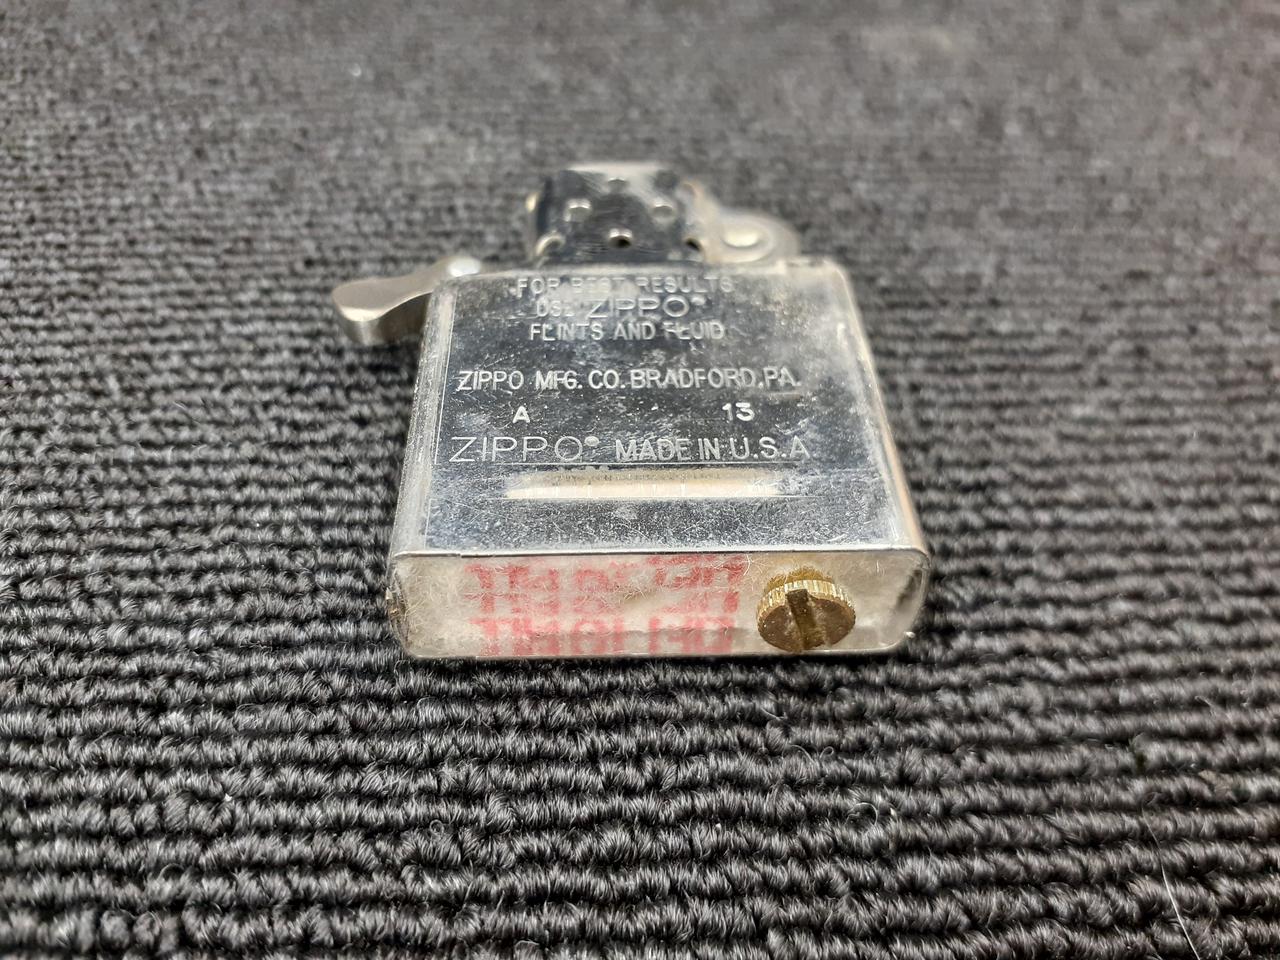 FOR BEST RESULTS
USE ZIPPO®
FLINTS AND FLUID
ZIPPO MFG. CO. BRADFORD, PA.
A 13
ZIPPO® MADE IN U.S.A